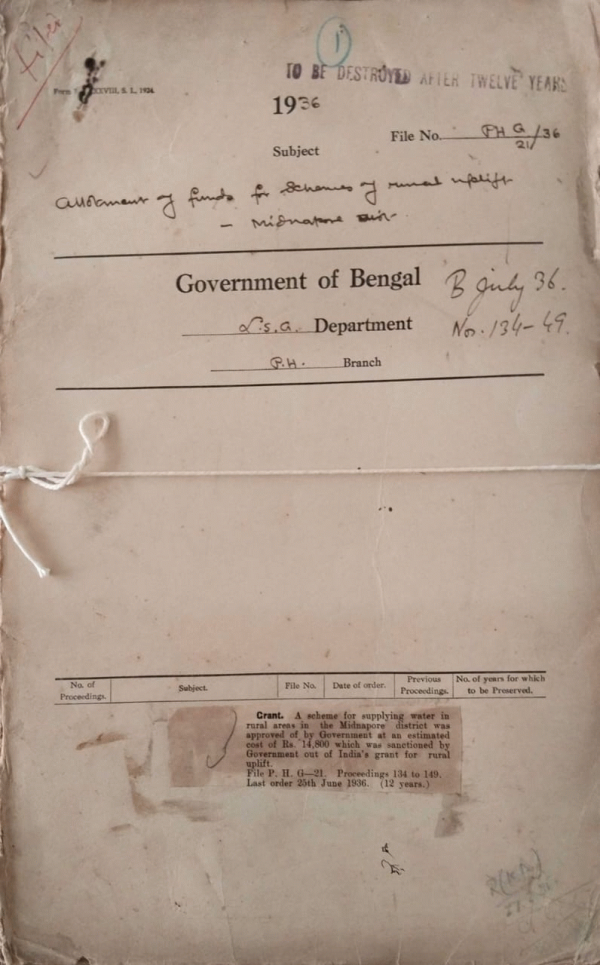 filed
1
TO BE DESTROYED AFTER TWELVE YEARS
XXVIII, S. L., 1934.
1936
File No. PH G 21/36
Subject
Allotment of funds for schemes of rural uplift
– Midnapore dist.
Government of Bengal
B July 36.
L.S.G. Department
Nos. 134–49.
P.H. Branch
No. of Proceedings. Subject. File No. Date of order. Previous Proceedings. No. of years for which to be Preserved.
Grant. A scheme for supplying water in
rural areas in the Midnapore district was
approved of by Government at an estimated
cost of Rs. 14,800 which was sanctioned by
Government out of India's grant for rural
uplift.
File P. H. G—21. Proceedings 134 to 149.
Last order 25th June 1936. (12 years.)